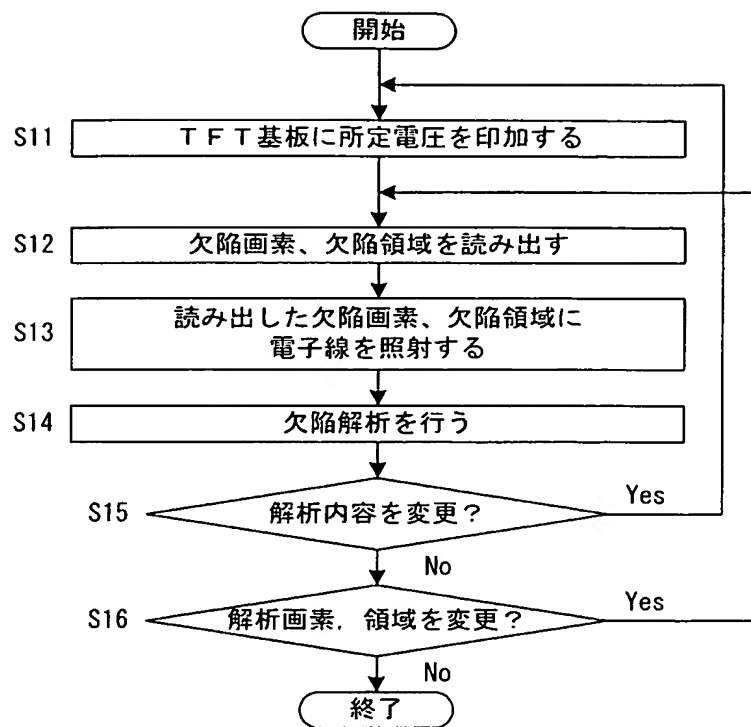 開始
S11
ＴＦＴ基板に所定電圧を印加する
S12
欠陥画素、欠陥領域を読み出す
S13
読み出した欠陥画素、欠陥領域に
電子線を照射する
S14
欠陥解析を行う
S15
解析内容を変更？
Yes
No
S16
解析画素，領域を変更？
Yes
No
終了